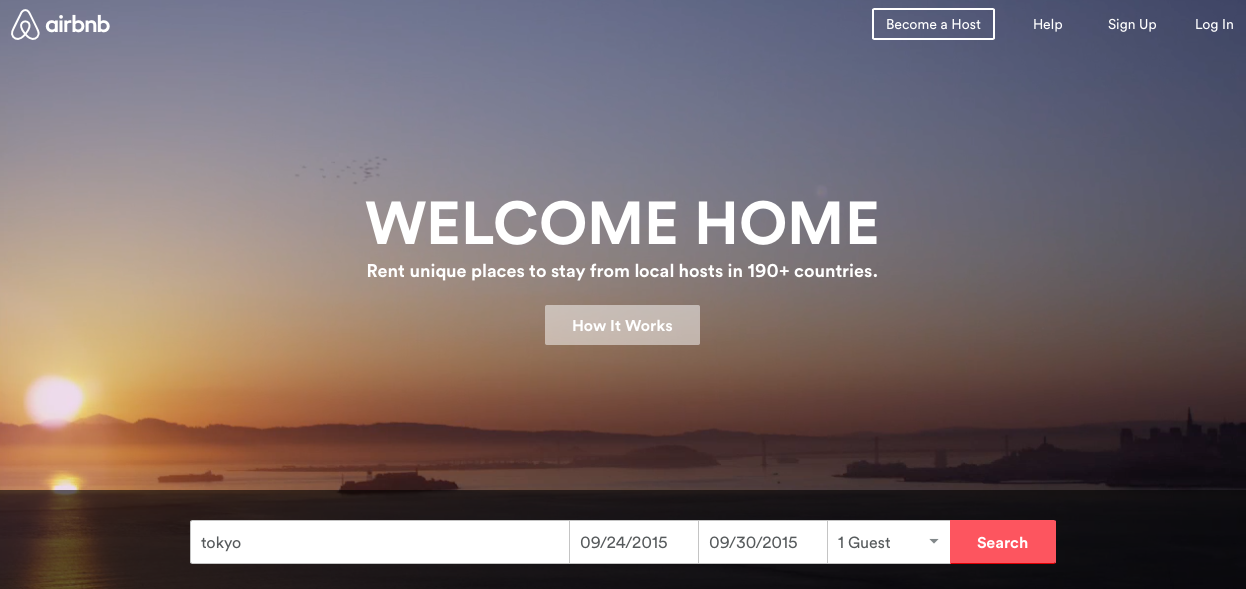 airbnb
Become a Host Help Sign Up Log In
WELCOME HOME
Rent unique places to stay from local hosts in 190+ countries.
How It Works
tokyo 09/24/2015 09/30/2015 1 Guest Search